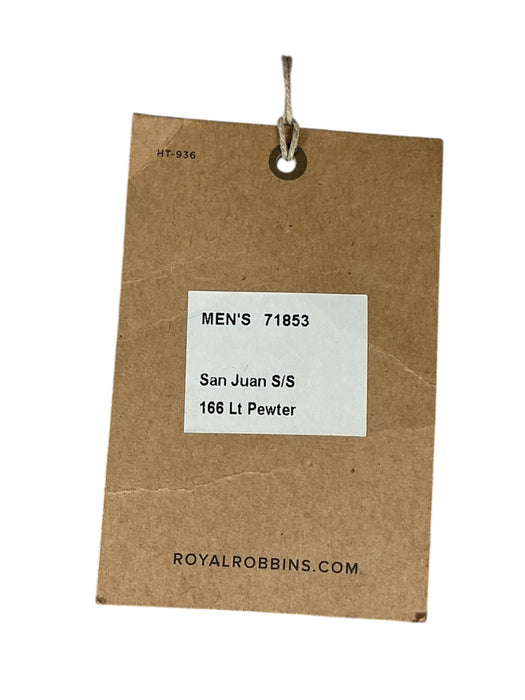 HT-936
MEN'S 71853
San Juan S/S
166 Lt Pewter
ROYALROBBINS.COM